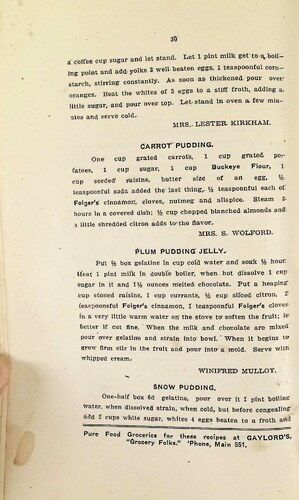 30
a coffee cup sugar and let stand. Let 1 pint milk get to a boil-
ing point and add yolks 3 well beaten eggs, 1 teaspoonful corn-
starch, stirring constantly. As soon as thickened pour over
oranges. Beat the whites of 3 eggs to a stiff froth, adding a
little sugar, and pour over top. Let stand in oven a few min-
utes and serve cold.
MRS. LESTER KIRKHAM.
CARROT PUDDING.
One cup grated carrots, 1 cup grated po-
tatoes, 1 cup sugar, 1 cup Buckeye Flour, 1
cup seeded raisins, butter size of an egg, ½
teaspoonful soda added the last thing, ½ teaspoonful each of
Folger's cinnamon, cloves, nutmeg and allspice. Steam 3
hours in a covered dish; ½ cup chopped blanched almonds and
a little shredded citron adds to the flavor.
MRS. S. WOLFORD.
PLUM PUDDING JELLY.
Put ½ box gelatine in cup cold water and soak ½ hour.
Heat 1 pint milk in double boiler, when hot dissolve 1 cup
sugar in it and 1½ ounces melted chocolate. Put a heaping
cup stoned raisins, 1 cup currants, ½ cup sliced citron,
teaspoonful Folger's cinnamon, 1 teaspoonful Folger's cloves
in a very little warm water on the stove to soften the fruit; is
better if cut fine. When the milk and chocolate are mixed
pour over gelatine and strain into bowl. When it begins to
grow firm stir in the fruit and pour into a mold. Serve with
whipped cream.
WINIFRED MULLOY.
SNOW PUDDING.
One-half box 6d gelatine, pour over it 1 pint boiling
water, when dissolved strain, when cold, but before congealing
add 2 cups white sugar, whites 4 eggs beaten to a froth and
Pure Food Groceries for these recipes at GAYLORD'S,
"Grocery Folks." 'Phone, Main 551.